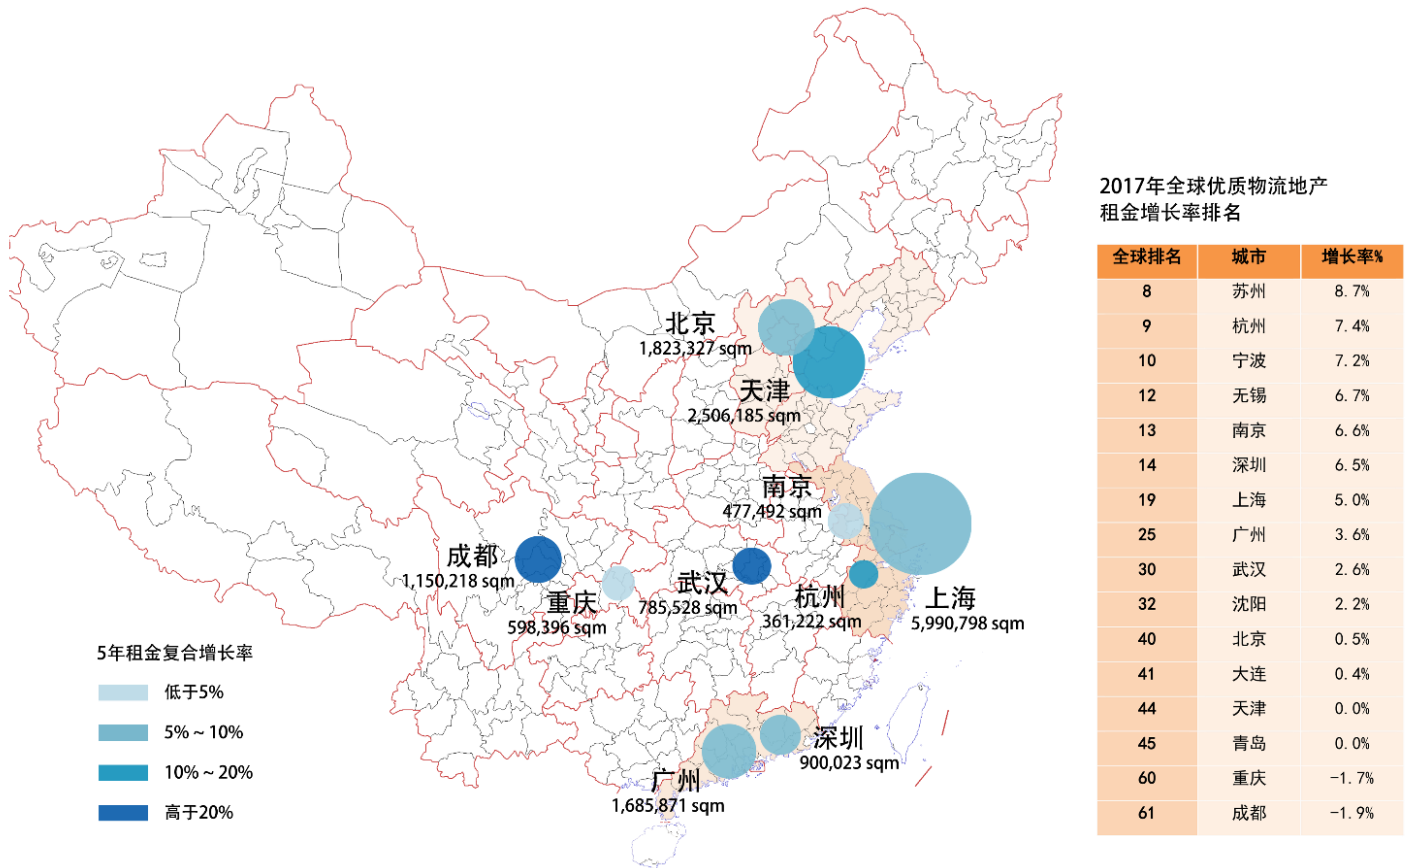 北京
1,823,327 sqm
天津
2,506,185 sqm
南京
477,492 sqm
成都
1,150,218 sqm
重庆
598,396 sqm
武汉
785,528 sqm
杭州
361,222 sqm
上海
5,990,798 sqm
深圳
900,023 sqm
广州
1,685,871 sqm
5年租金复合增长率
低于5%
5% ~ 10%
10% ~ 20%
高于20%
2017年全球优质物流地产
租金增长率排名
全球排名 城市 增长率%
8 苏州 8.7%
9 杭州 7.4%
10 宁波 7.2%
12 无锡 6.7%
13 南京 6.6%
14 深圳 6.5%
19 上海 5.0%
25 广州 3.6%
30 武汉 2.6%
32 沈阳 2.2%
40 北京 0.5%
41 大连 0.4%
44 天津 0.0%
45 青岛 0.0%
60 重庆 -1.7%
61 成都 -1.9%